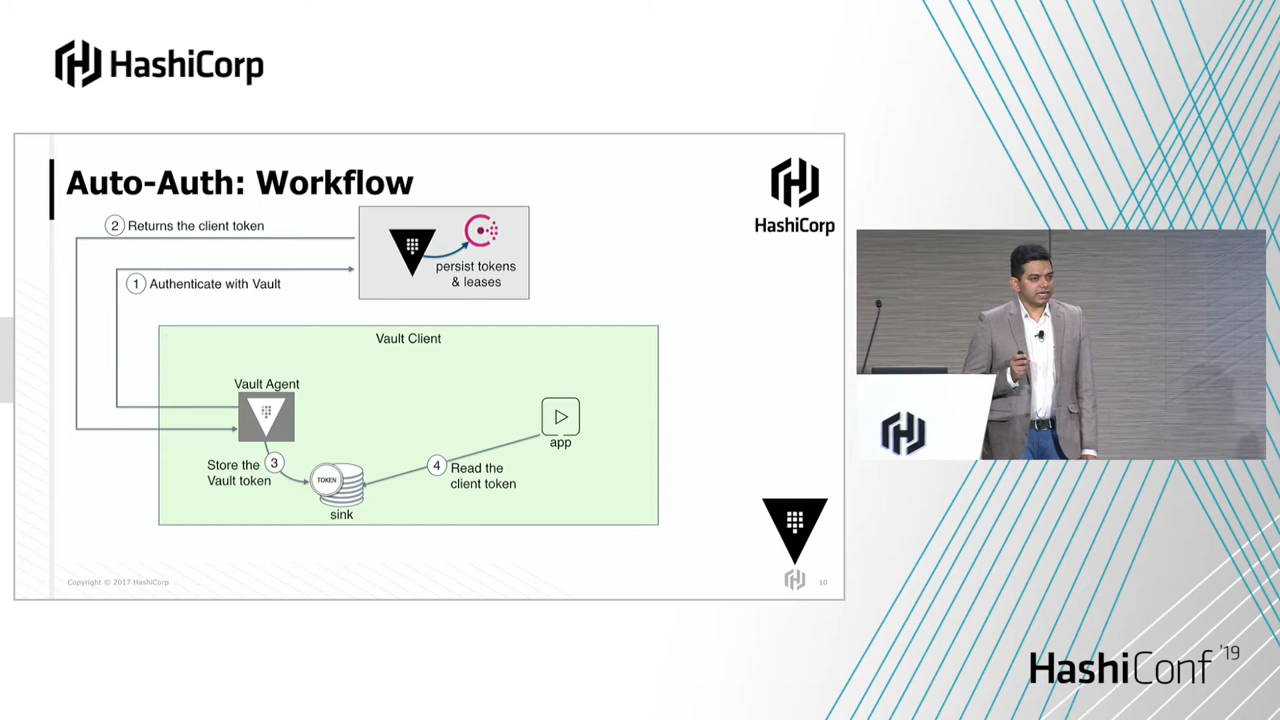 HashiCorp
Auto-Auth: Workflow
HashiCorp
2 Returns the client token
1 Authenticate with Vault
persist tokens
& leases
Vault Client
Vault Agent
app
3 Store the
Vault token
TOKEN
sink
4 Read the
client token
Copyright © 2017 HashiCorp
10
HashiConf '19